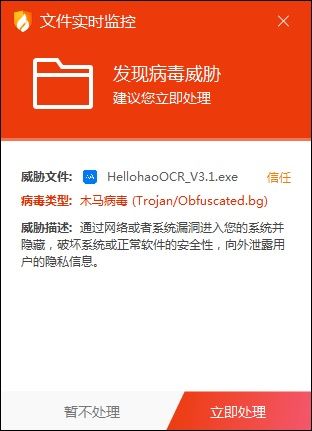 文件实时监控
发现病毒威胁
建议您立即处理
威胁文件: HellohaoOCR_V3.1.exe 信任
病毒类型: 木马病毒 (Trojan/Obfuscated.bg)
威胁描述: 通过网络或者系统漏洞进入您的系统并
隐藏，破坏系统或正常软件的安全性，向外泄露用
户的隐私信息。
暂不处理 立即处理